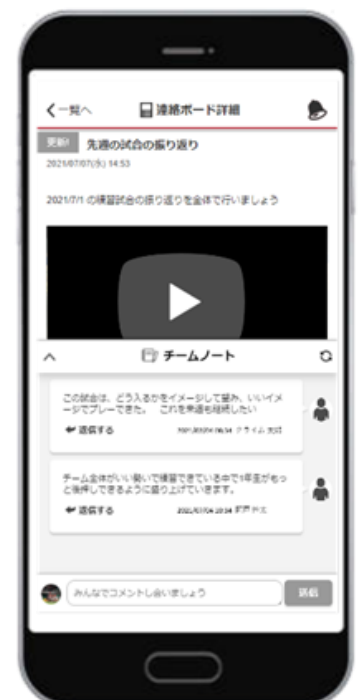 一覧へ
連絡ボード詳細
更新!
先週の試合の振り返り
2021/07/07(水) 14:53
2021/7/1 の練習試合の振り返りを全体で行いましょう
チームノート
この試合は、どう入るかをイメージして望み、いいイメ
ージでプレーできた。 これを来週も継続したい
返信する
チーム全体がいい勢いで練習できている中で1年生がもっ
と後押しできるように盛り上げていきます。
返信する
みんなでコメントし合いましょう
送信